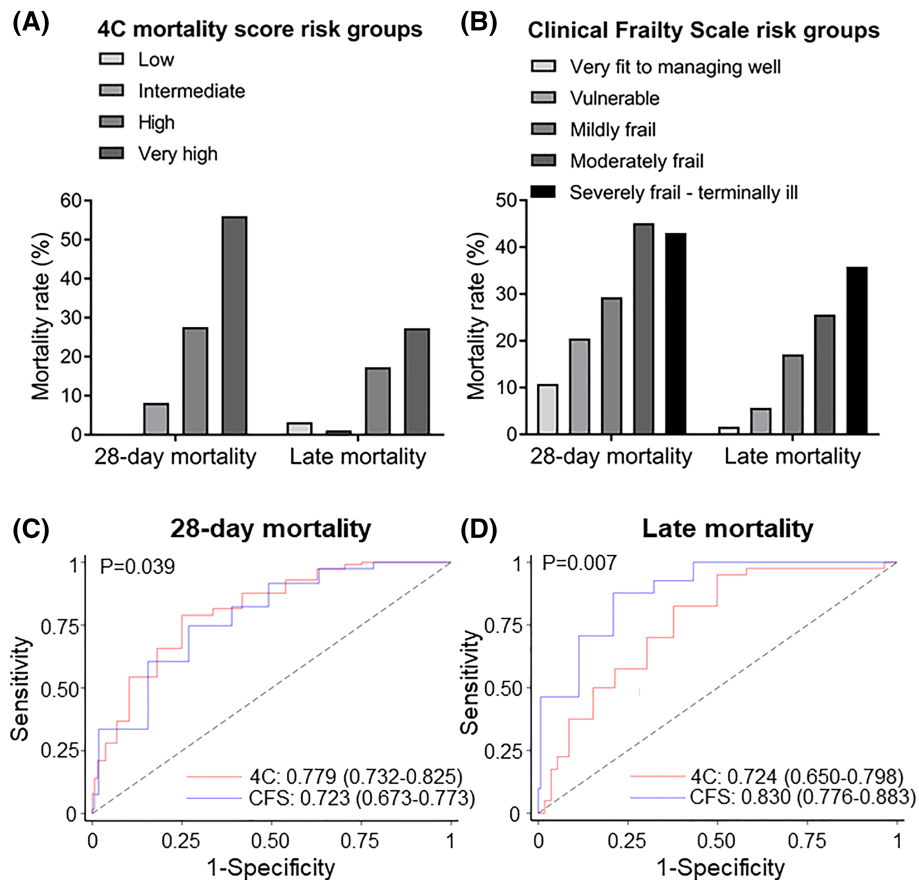 (A)
4C mortality score risk groups
Low
Intermediate
High
Very high
Mortality rate (%)
60
50
40
30
20
10
0
28-day mortality Late mortality
(B)
Clinical Frailty Scale risk groups
Very fit to managing well
Vulnerable
Mildly frail
Moderately frail
Severely frail - terminally ill
Mortality rate (%)
50
40
30
20
10
0
28-day mortality Late mortality
(C)
28-day mortality
P=0.039
Sensitivity
1
0.75
0.50
0.25
0
4C: 0.779 (0.732-0.825)
CFS: 0.723 (0.673-0.773)
0 0.25 0.50 0.75 1
1-Specificity
(D)
Late mortality
P=0.007
Sensitivity
1
0.75
0.50
0.25
0
4C: 0.724 (0.650-0.798)
CFS: 0.830 (0.776-0.883)
0 0.25 0.50 0.75 1
1-Specificity